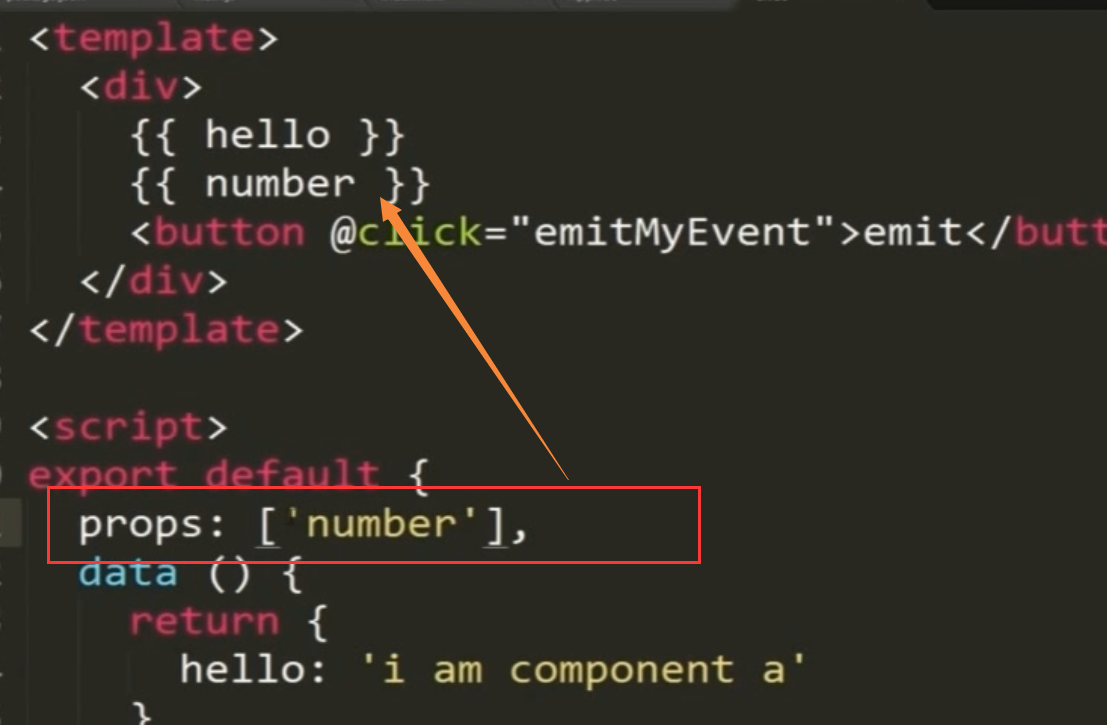 <template>
<div>
{{ hello }}
{{ number }}
<button @click="emitMyEvent">emit</butt
</div>
</template>
<script>
export default {
props: ['number'],
data () {
return {
hello: 'i am component a'
}